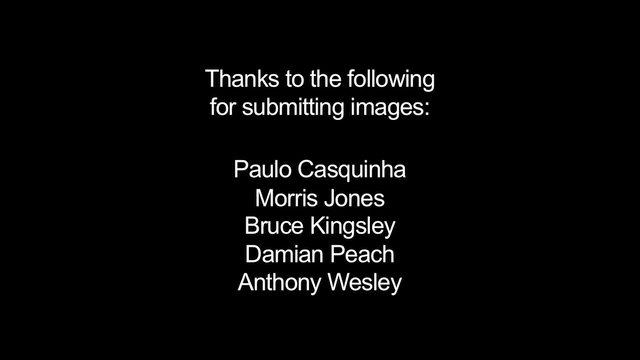 Thanks to the following
for submitting images:
Paulo Casquinha
Morris Jones
Bruce Kingsley
Damian Peach
Anthony Wesley